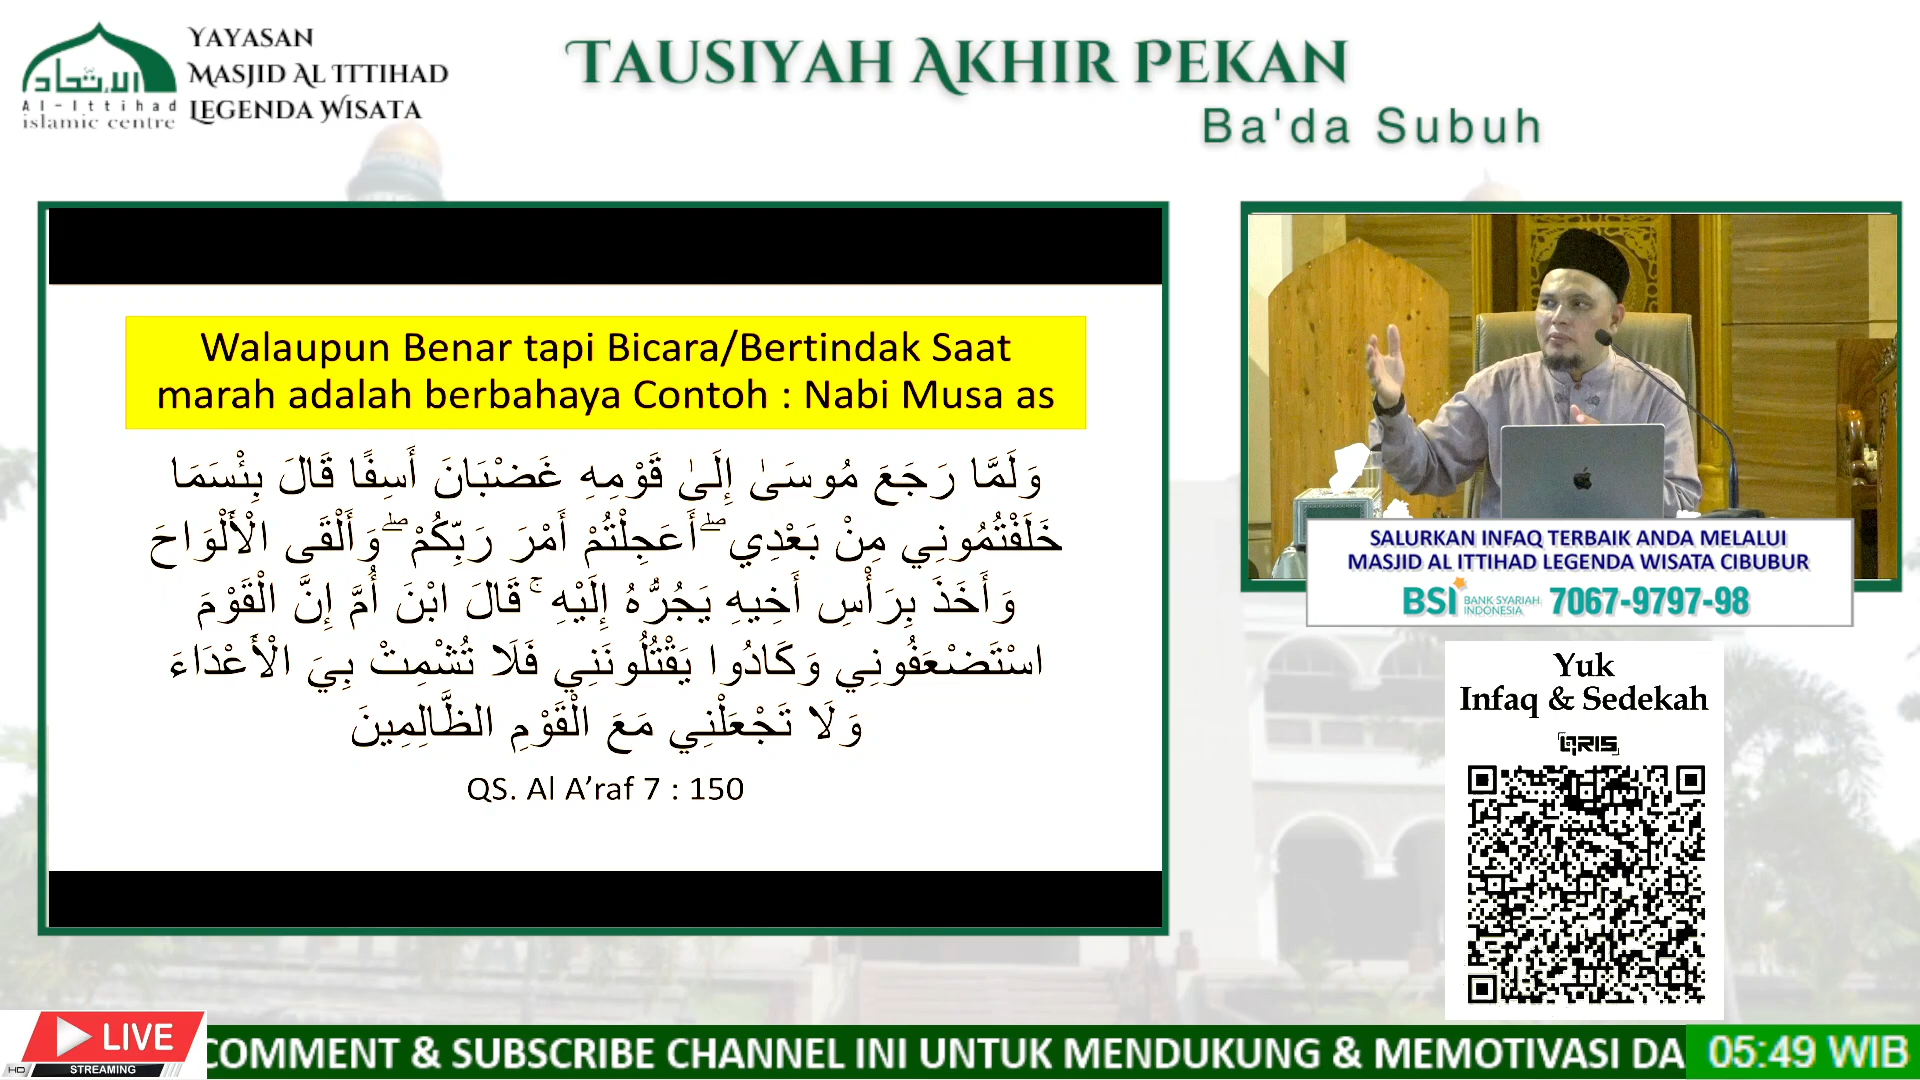 الإتحاد
Al-Ittihad
islamic centre
YAYASAN
MASJID AL ITTIHAD
LEGENDA WISATA
TAUSIYAH AKHIR PEKAN
Ba'da Subuh
Walaupun Benar tapi Bicara/Bertindak Saat
marah adalah berbahaya Contoh : Nabi Musa as
وَلَمَّا رَجَعَ مُوسَىٰ إِلَىٰ قَوْمِهِ غَضْبَانَ أَسِفًا قَالَ بِئْسَمَا
خَلَفْتُمُونِي مِنْ بَعْدِي ۖ أَعَجِلْتُمْ أَمْرَ رَبِّكُمْ ۖ وَأَلْقَى الْأَلْوَاحَ
وَأَخَذَ بِرَأْسِ أَخِيهِ يَجُرُّهُ إِلَيْهِ ۚ قَالَ ابْنَ أُمَّ إِنَّ الْقَوْمَ
اسْتَضْعَفُونِي وَكَادُوا يَقْتُلُونَنِي فَلَا تُشْمِتْ بِيَ الْأَعْدَاءَ
وَلَا تَجْعَلْنِي مَعَ الْقَوْمِ الظَّالِمِينَ
QS. Al A’raf 7 : 150
SALURKAN INFAQ TERBAIK ANDA MELALUI
MASJID AL ITTIHAD LEGENDA WISATA CIBUBUR
BSI BANK SYARIAH INDONESIA 7067-9797-98
Yuk
Infaq & Sedekah
QRIS
LIVE
HD STREAMING
COMMENT & SUBSCRIBE CHANNEL INI UNTUK MENDUKUNG & MEMOTIVASI DA
05:49 WIB